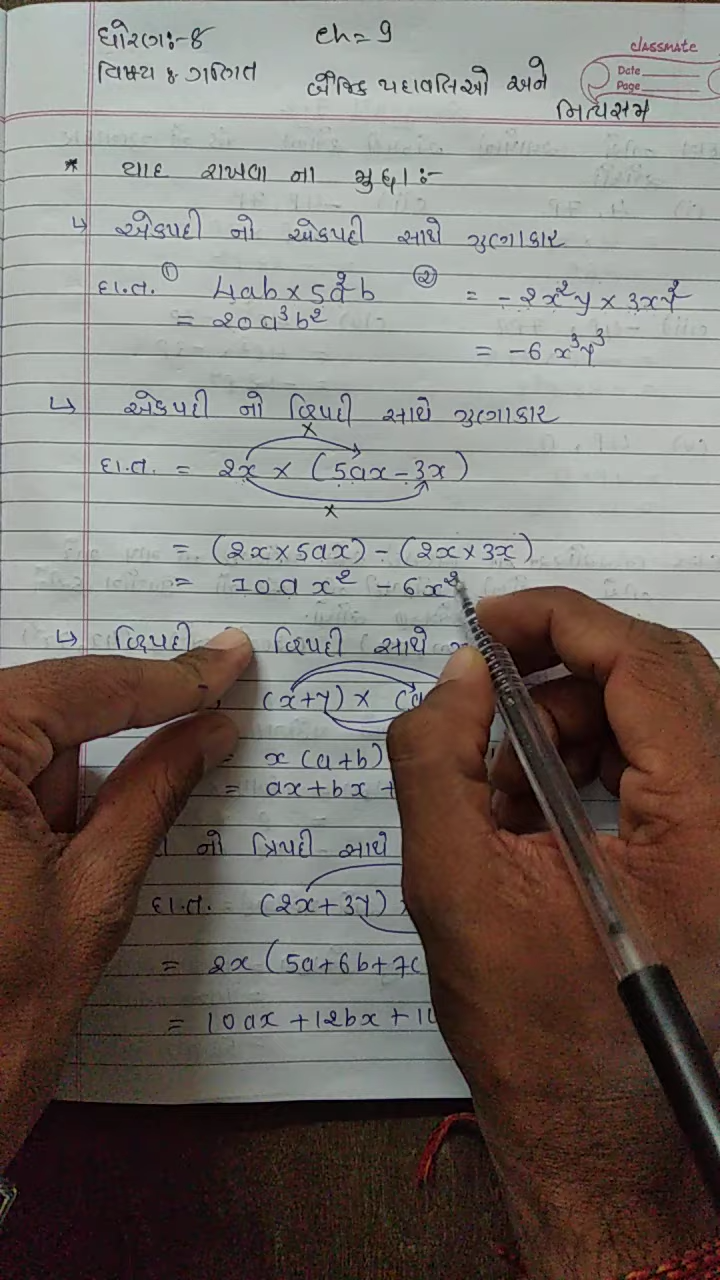 ધોરણ:-૪ ch = 9
વિષય : ગણિત બૈજિક પદાવલિઓ અને
નિત્યસમ
CLASSMATE
Date
Page
* યાદ રાખવા ના મુદ્દા :-
↳ એકપદી નો એકપદી સાથે ગુણાકાર
દા.ત. ① 4ab × 5a²b ② = - 2x²y × 3xy²
= 20a³b² = -6x³y³
↳ એકપદી નો દ્વિપદી સાથે ગુણાકાર
×
દા.ત. = 2x × (5ax - 3x)
×
= (2x × 5ax) - (2x × 3x)
= 10ax² - 6x²
↳ દ્વિપદી દ્વિપદી સાથે
(x+y) × (a
= x (a+b)
= ax + bx +
નો ત્રિપદી સાથે
દા.ત. (2x + 3y)
= 2x (5a + 6b + 7c
= 10ax + 12bx + 1